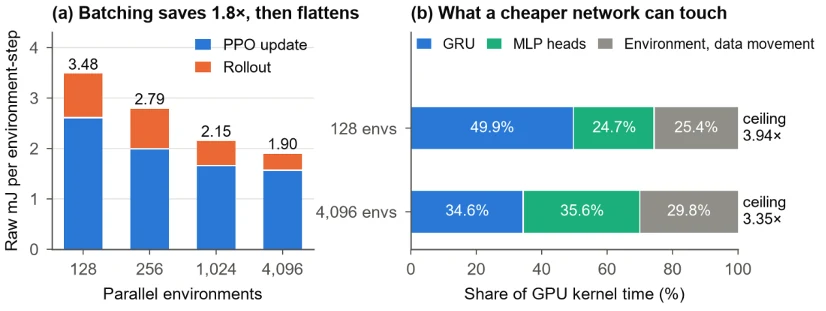 (a) Batching saves 1.8×, then flattens
PPO update
Rollout
Raw mJ per environment-step
4
3
2
1
0
3.48
2.79
2.15
1.90
128
256
1,024
4,096
Parallel environments
(b) What a cheaper network can touch
GRU
MLP heads
Environment, data movement
128 envs
49.9%
24.7%
25.4%
ceiling
3.94×
4,096 envs
34.6%
35.6%
29.8%
ceiling
3.35×
0
20
40
60
80
100
Share of GPU kernel time (%)